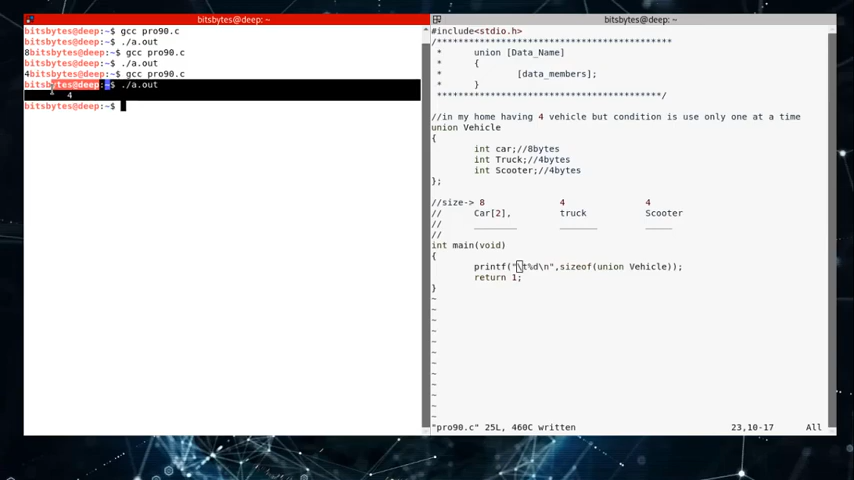 bitsbytes@deep:~
bitsbytes@deep:~$ gcc pro90.c
bitsbytes@deep:~$ ./a.out
8bitsbytes@deep:~$ gcc pro90.c
bitsbytes@deep:~$ ./a.out
4bitsbytes@deep:~$ gcc pro90.c
bitsbytes@deep:~$ ./a.out
4
bitsbytes@deep:~$
bitsbytes@deep:~
#include<stdio.h>
/********************************************
* union [Data_Name]
* {
* [data_members];
* }
*******************************************/
//in my home having 4 vehicle but condition is use only one at a time
union Vehicle
{
int car;//8bytes
int Truck;//4bytes
int Scooter;//4bytes
};
//size-> 8 4 4
// Car[2], truck Scooter
// ________ _______ _____
//
int main(void)
{
printf("\t%d\n",sizeof(union Vehicle));
return 1;
}
~
~
~
~
~
~
~
~
~
~
~
~
"pro90.c" 25L, 460C written 23,10-17 All